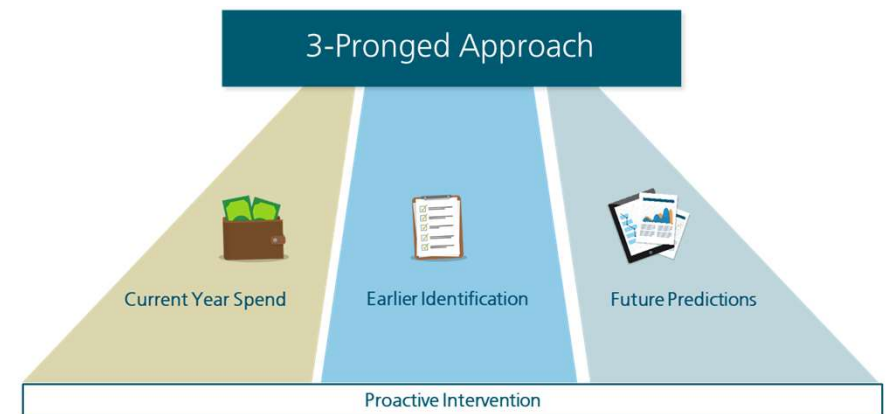 3-Pronged Approach
Current Year Spend
Earlier Identification
Future Predictions
Proactive Intervention